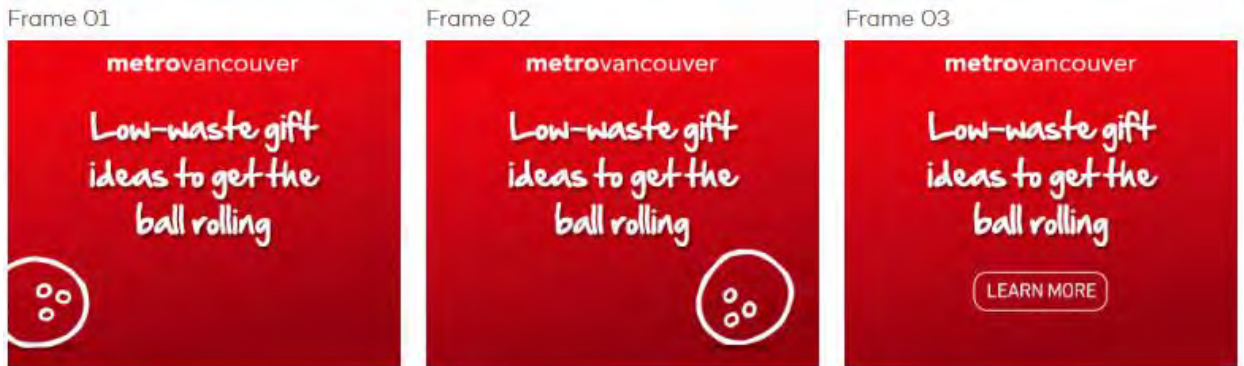 Frame 01
metrovancouver
Low-waste gift
ideas to get the
ball rolling
Frame 02
metrovancouver
Low-waste gift
ideas to get the
ball rolling
Frame 03
metrovancouver
Low-waste gift
ideas to get the
ball rolling
LEARN MORE